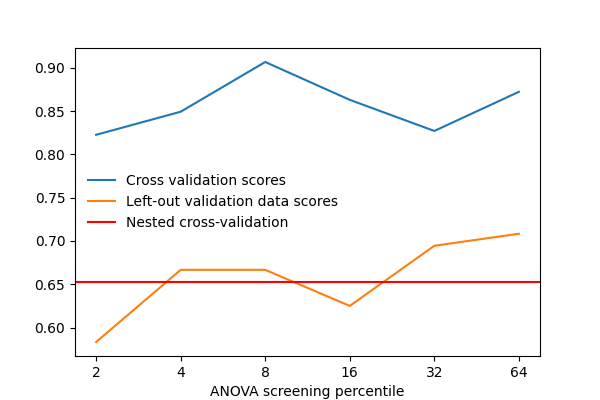 0.90
0.85
0.80
0.75
0.70
0.65
0.60
Cross validation scores
Left-out validation data scores
Nested cross-validation
2 4 8 16 32 64
ANOVA screening percentile